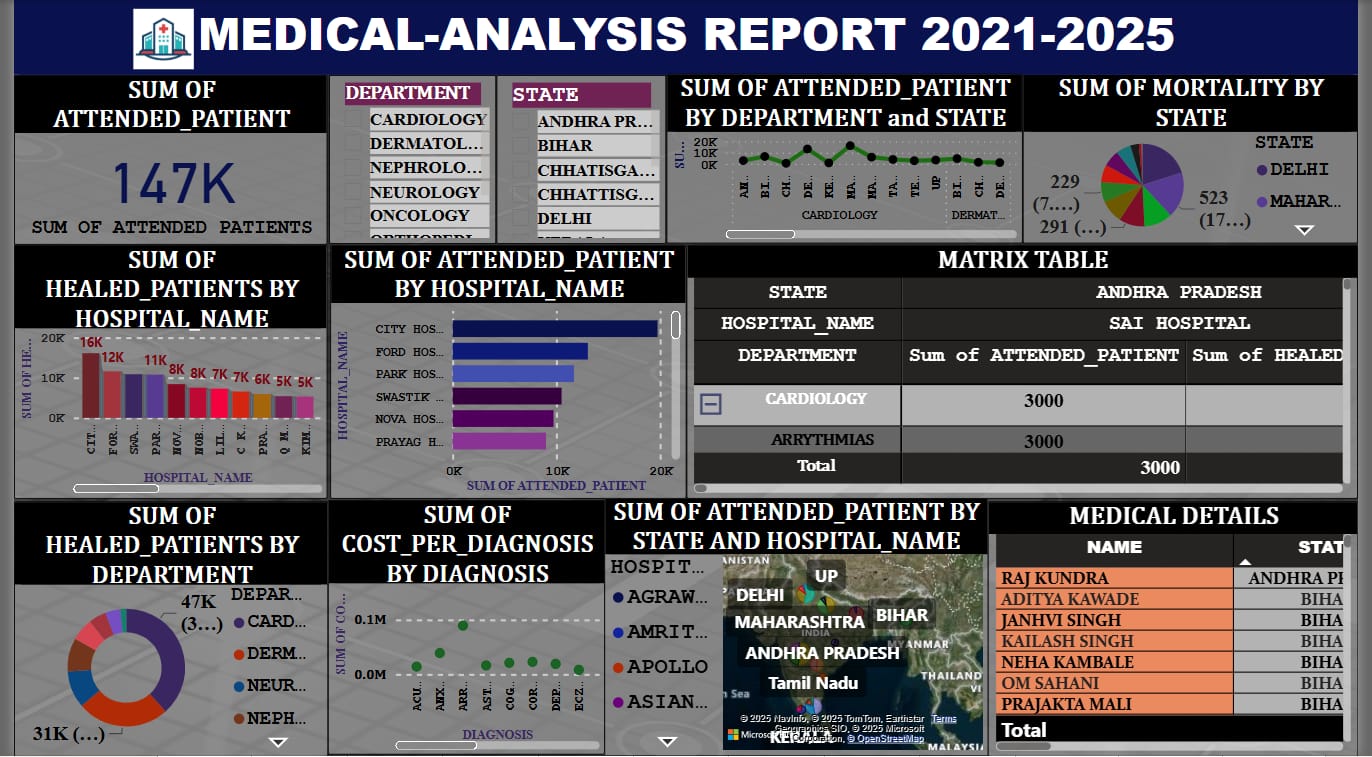 MEDICAL-ANALYSIS REPORT 2021-2025
SUM OF
ATTENDED_PATIENT
147K
SUM OF ATTENDED PATIENTS
DEPARTMENT
CARDIOLOGY
DERMATOL...
NEPHROLO...
NEUROLOGY
ONCOLOGY
STATE
ANDHRA PR...
BIHAR
CHHATISGA...
CHHATTISG...
DELHI
SUM OF ATTENDED_PATIENT
BY DEPARTMENT and STATE
SU...
20K
10K
0K
AN...
BI...
CH...
DE...
KE...
MA...
MA...
TA...
TE...
UP
BI...
CH...
DE...
CARDIOLOGY
DERMAT...
SUM OF MORTALITY BY
STATE
229
(7....)
291 (...)
523
(17...)
STATE
DELHI
MAHAR...
SUM OF
HEALED_PATIENTS BY
HOSPITAL_NAME
SUM OF HE...
20K
10K
0K
16K
12K
11K
8K
8K
7K
7K
6K
5K
5K
CIT...
FOR...
SWA...
PAR...
NOV...
NOB...
LIL...
C K...
PRA...
Q M...
KIM...
HOSPITAL_NAME
SUM OF ATTENDED_PATIENT
BY HOSPITAL_NAME
HOSPITAL_NAME
CITY HOS...
FORD HOS...
PARK HOS...
SWASTIK ...
NOVA HOS...
PRAYAG H...
0K
10K
20K
SUM OF ATTENDED_PATIENT
MATRIX TABLE
STATE ANDHRA PRADESH
HOSPITAL_NAME SAI HOSPITAL
DEPARTMENT Sum of ATTENDED_PATIENT Sum of HEALED
CARDIOLOGY 3000
ARRYTHMIAS 3000
Total 3000
SUM OF
HEALED_PATIENTS BY
DEPARTMENT
47K
(3...)
31K (...)
DEPAR...
CARD...
DERM...
NEUR...
NEPH...
SUM OF
COST_PER_DIAGNOSIS
BY DIAGNOSIS
SUM OF CO...
0.1M
0.0M
ACU...
ANX...
ARR...
AST...
COG...
COR...
DEP...
ECZ...
DIAGNOSIS
SUM OF ATTENDED_PATIENT BY
STATE AND HOSPITAL_NAME
HOSPIT...
AGRAW...
AMRIT...
APOLLO
ASIAN...
ANISTAN
UP
DELHI
BIHAR
MAHARASHTRA
INDIA
MYANMAR
ANDHRA PRADESH
THAILAND
VI
Tamil Nadu
Sea
© 2025 NavInfo, © 2025 TomTom, Earthstar Terms
Geographics SIO, © 2025 Microsoft
Corporation, © OpenStreetMap
KERALA
MALAYSI
MEDICAL DETAILS
NAME STAT
RAJ KUNDRA ANDHRA PR
ADITYA KAWADE BIHA
JANHVI SINGH BIHA
KAILASH SINGH BIHA
NEHA KAMBALE BIHA
OM SAHANI BIHA
PRAJAKTA MALI BIHA
Total